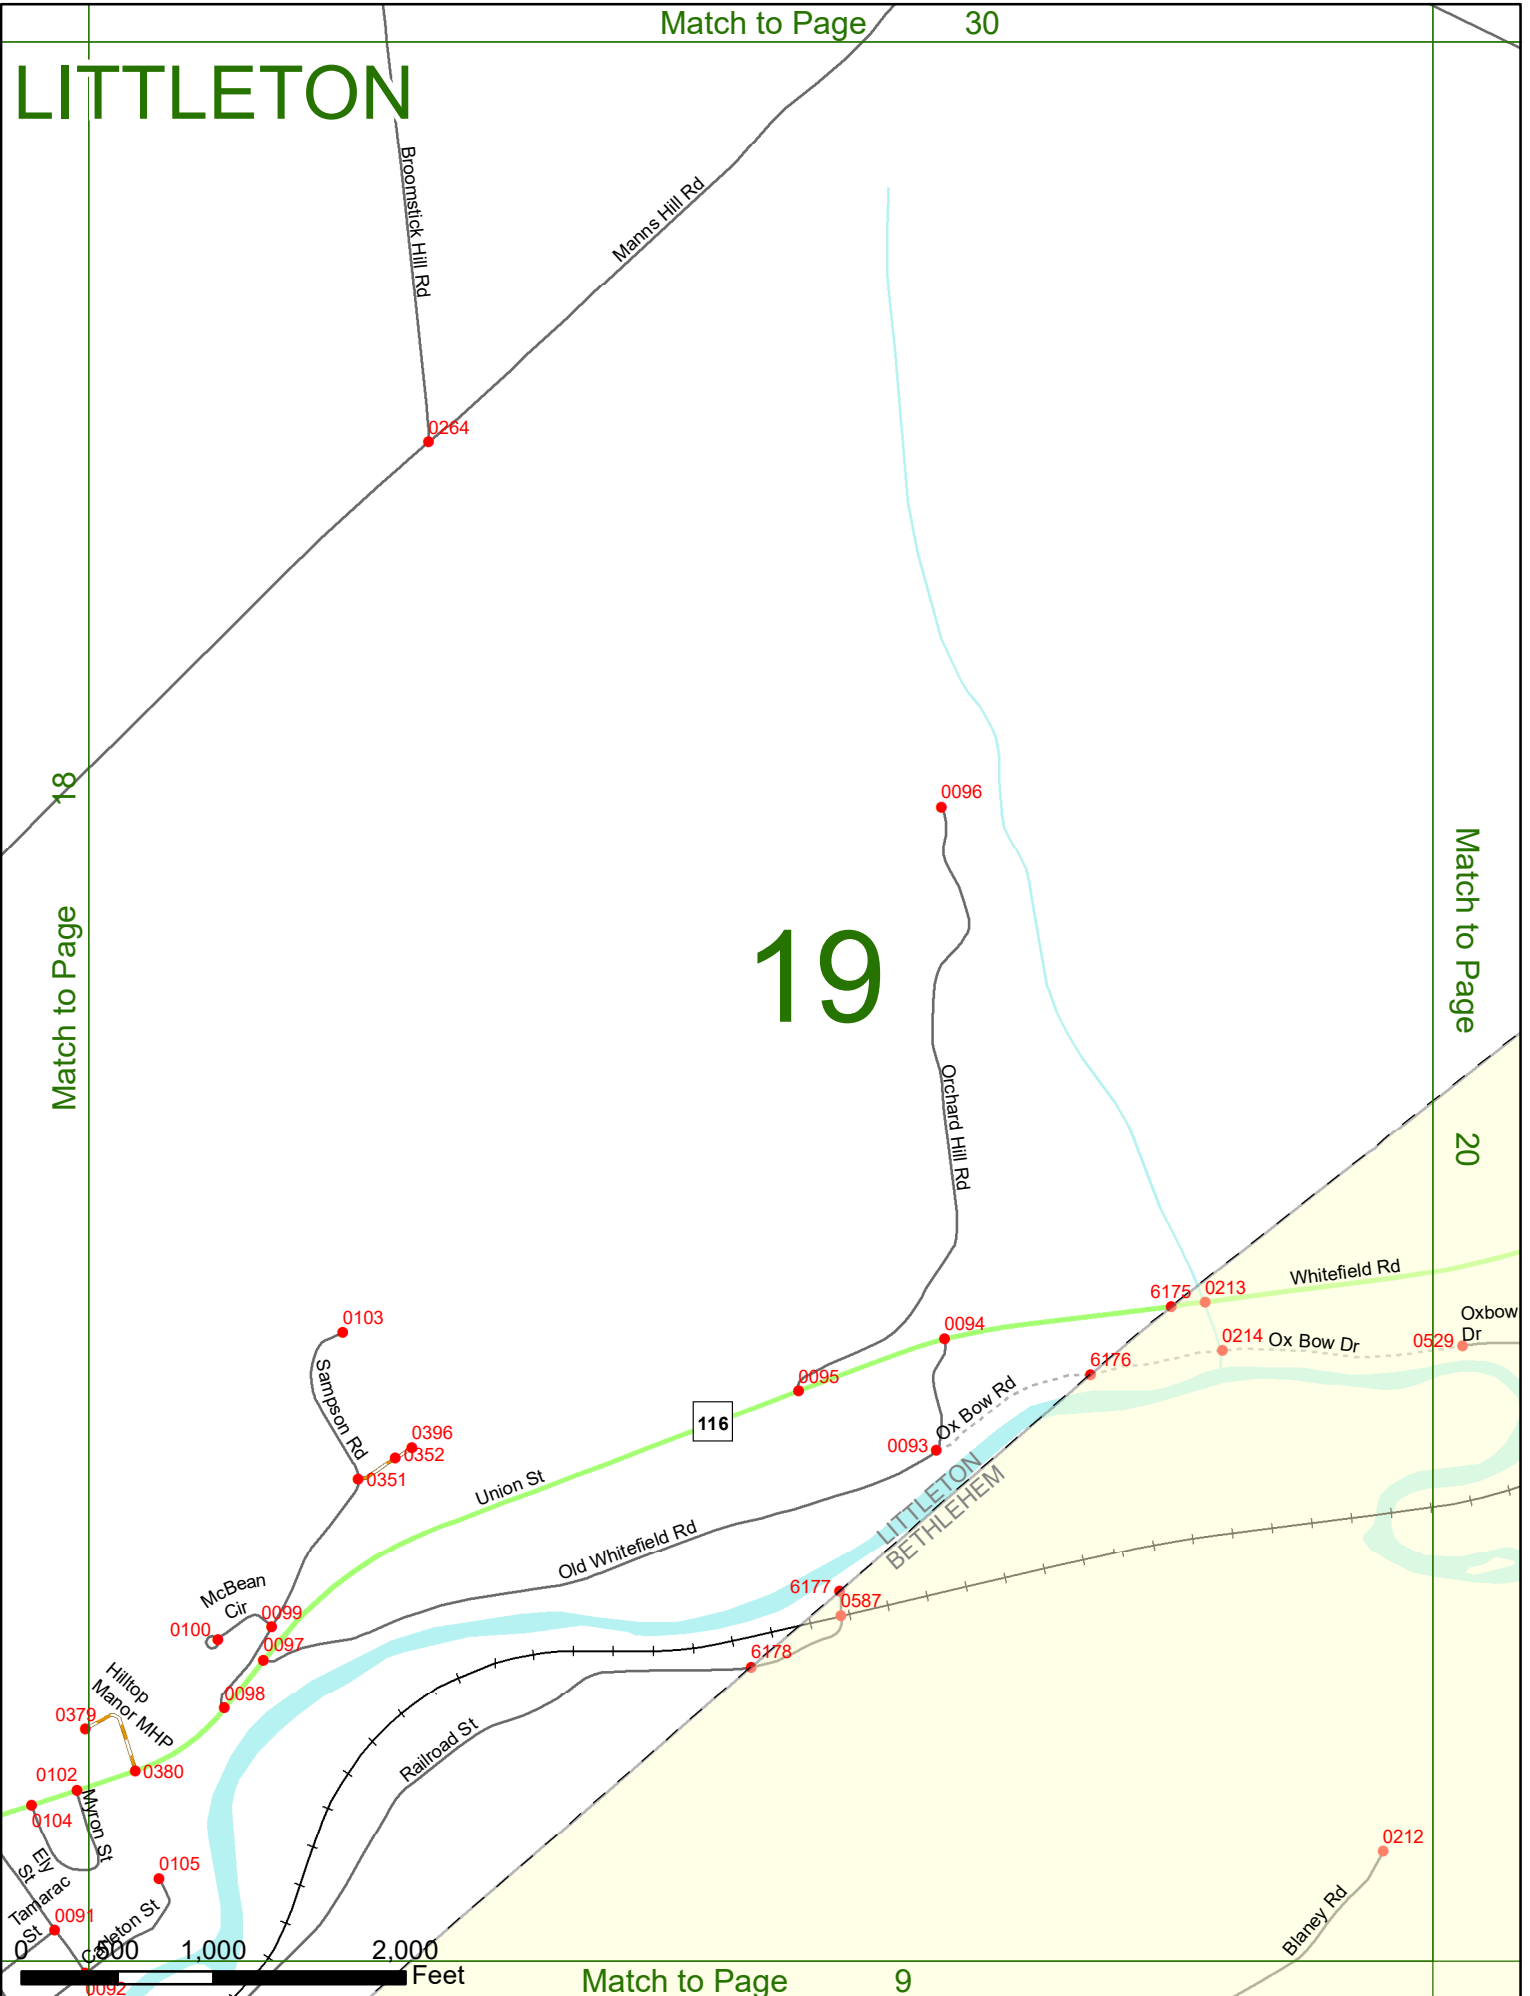 Match to Page 30
LITTLETON
Broomstick Hill Rd
Manns Hill Rd
0264
Match to Page 18
0096
19
Match to Page 20
Orchard Hill Rd
Whitefield Rd
6175
0213
Oxbow
Dr
0529
0214
Ox Bow Dr
0103
0094
6176
0095
Sampson Rd
Ox Bow Rd
116
0396
0352
0351
0093
Union St
LITTLETON
BETHLEHEM
Old Whitefield Rd
McBean
Cir
6177
0587
0099
0100
0097
6178
Hilltop
Manor MHP
0098
0379
Railroad St
0380
0102
0104
Myron St
Ely
St
0105
0212
Tamarac
St
0091
Carleton St
Blaney Rd
0 500 1,000 2,000
Feet
0092
Match to Page 9